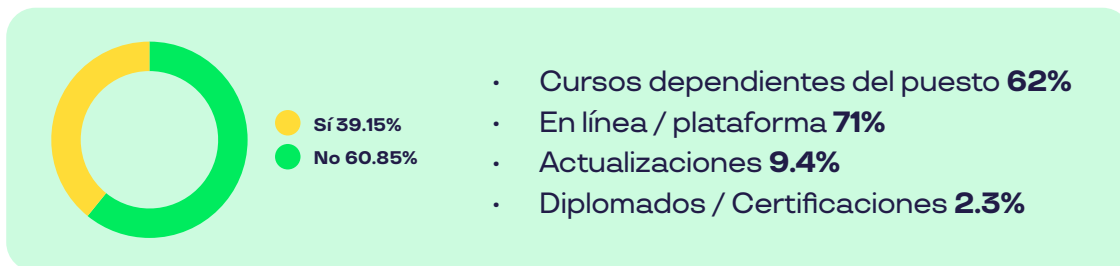 Sí 39.15%
No 60.85%
• Cursos dependientes del puesto 62%
• En línea / plataforma 71%
• Actualizaciones 9.4%
• Diplomados / Certificaciones 2.3%